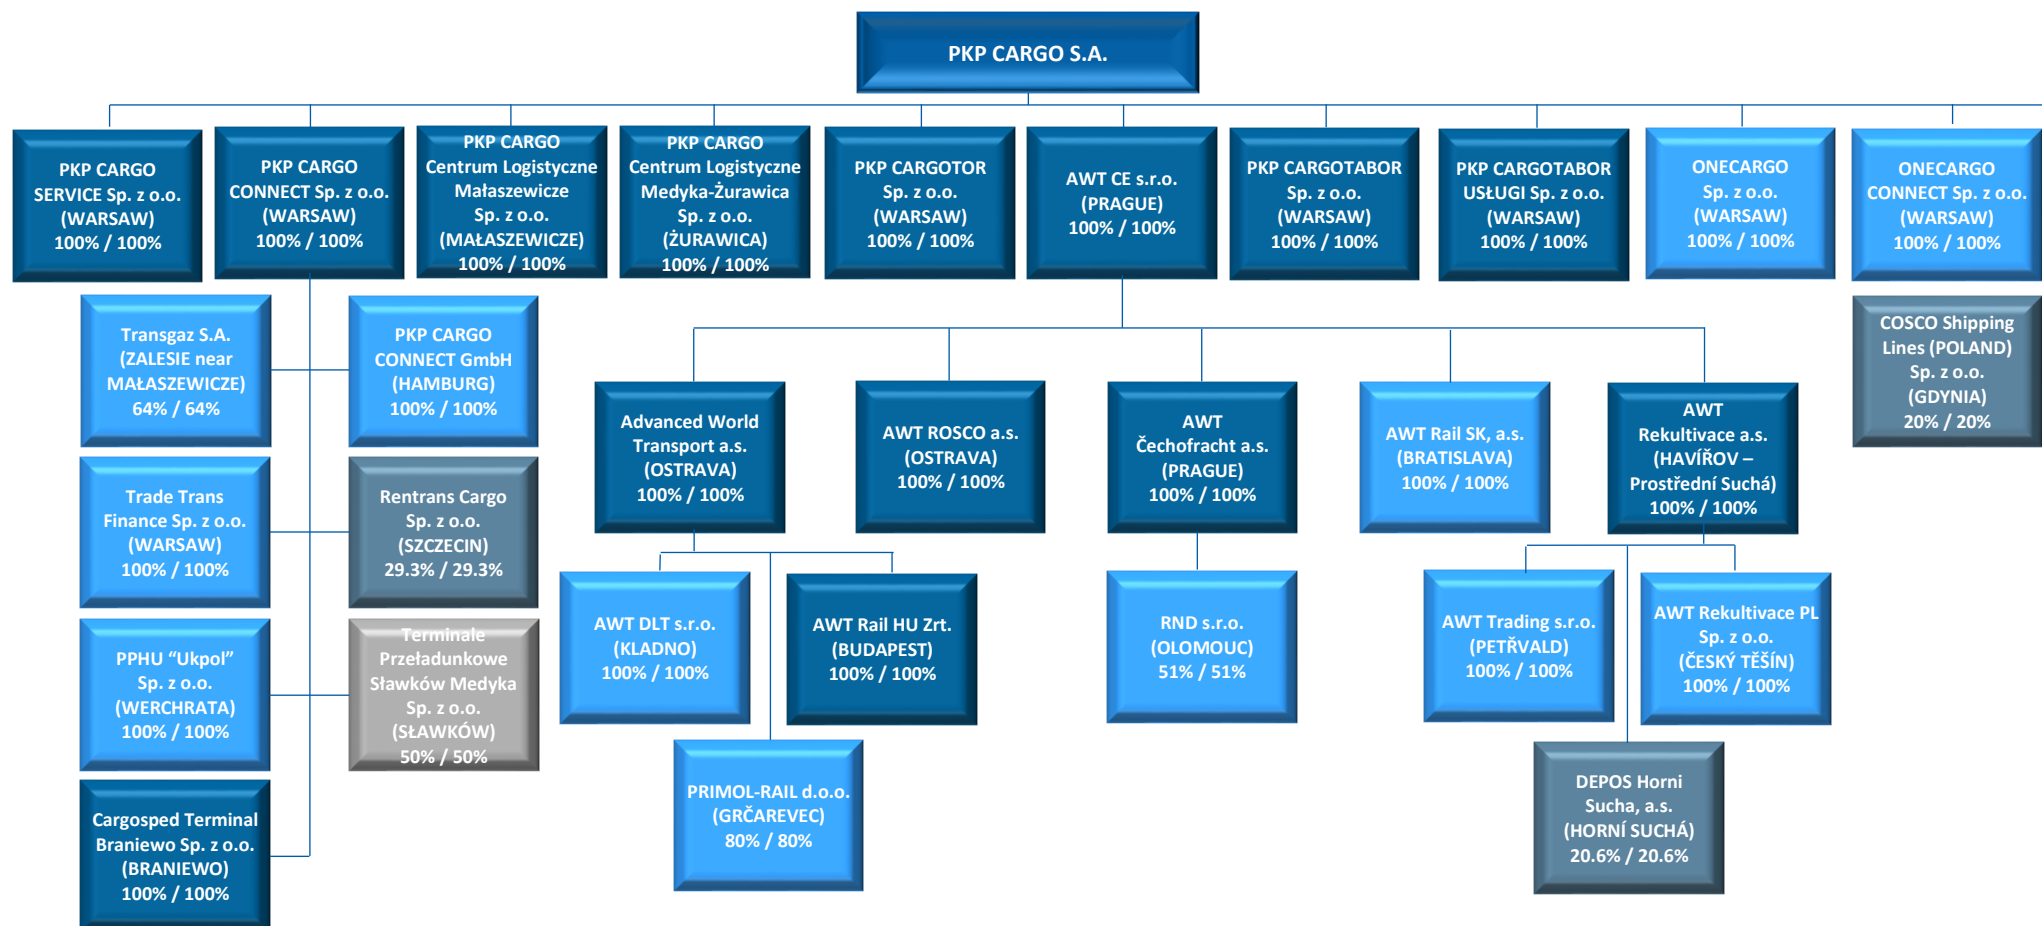 PKP CARGO S.A.
PKP CARGO
SERVICE Sp. z o.o.
(WARSAW)
100% / 100%
PKP CARGO
CONNECT Sp. z o.o.
(WARSAW)
100% / 100%
PKP CARGO
Centrum Logistyczne
Małaszewicze
Sp. z o.o.
(MAŁASZEWICZE)
100% / 100%
PKP CARGO
Centrum Logistyczne
Medyka-Żurawica
Sp. z o.o.
(ŻURAWICA)
100% / 100%
PKP CARGOTOR
Sp. z o.o.
(WARSAW)
100% / 100%
AWT CE s.r.o.
(PRAGUE)
100% / 100%
PKP CARGOTABOR
Sp. z o.o.
(WARSAW)
100% / 100%
PKP CARGOTABOR
USŁUGI Sp. z o.o.
(WARSAW)
100% / 100%
ONECARGO
Sp. z o.o.
(WARSAW)
100% / 100%
ONECARGO
CONNECT Sp. z o.o.
(WARSAW)
100% / 100%
Transgaz S.A.
(ZALESIE near
MAŁASZEWICZE)
64% / 64%
PKP CARGO
CONNECT GmbH
(HAMBURG)
100% / 100%
COSCO Shipping
Lines (POLAND)
Sp. z o.o.
(GDYNIA)
20% / 20%
Advanced World
Transport a.s.
(OSTRAVA)
100% / 100%
AWT ROSCO a.s.
(OSTRAVA)
100% / 100%
AWT
Čechofracht a.s.
(PRAGUE)
100% / 100%
AWT Rail SK, a.s.
(BRATISLAVA)
100% / 100%
AWT
Rekultivace a.s.
(HAVÍŘOV –
Prostřední Suchá)
100% / 100%
Trade Trans
Finance Sp. z o.o.
(WARSAW)
100% / 100%
Rentrans Cargo
Sp. z o.o.
(SZCZECIN)
29.3% / 29.3%
AWT DLT s.r.o.
(KLADNO)
100% / 100%
AWT Rail HU Zrt.
(BUDAPEST)
100% / 100%
RND s.r.o.
(OLOMOUC)
51% / 51%
AWT Trading s.r.o.
(PETŘVALD)
100% / 100%
AWT Rekultivace PL
Sp. z o.o.
(ČESKÝ TĚŠÍN)
100% / 100%
PPHU “Ukpol”
Sp. z o.o.
(WERCHRATA)
100% / 100%
Terminale
Przeładunkowe
Sławków Medyka
Sp. z o.o.
(SŁAWKÓW)
50% / 50%
PRIMOL-RAIL d.o.o.
(GRČAREVEC)
80% / 80%
DEPOS Horni
Sucha, a.s.
(HORNÍ SUCHÁ)
20.6% / 20.6%
Cargosped Terminal
Braniewo Sp. z o.o.
(BRANIEWO)
100% / 100%